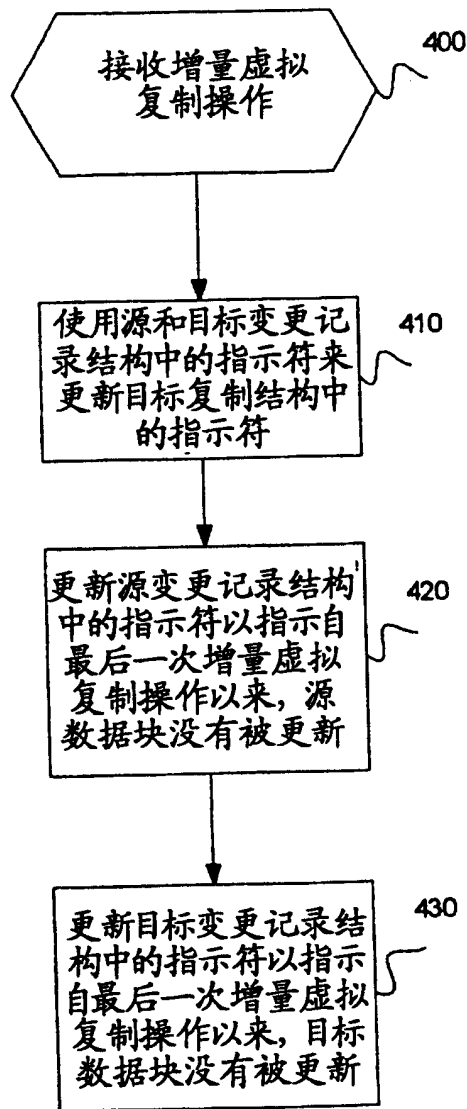 接收增量虚拟
复制操作
400
使用源和目标变更记
录结构中的指示符来
更新目标复制结构中
的指示符
410
更新源变更记录结构
中的指示符以指示自
最后一次增量虚拟
复制操作以来，源
数据块没有被更新
420
更新目标变更记录结
构中的指示符以指示
自最后一次增量虚拟
复制操作以来，目标
数据块没有被更新
430